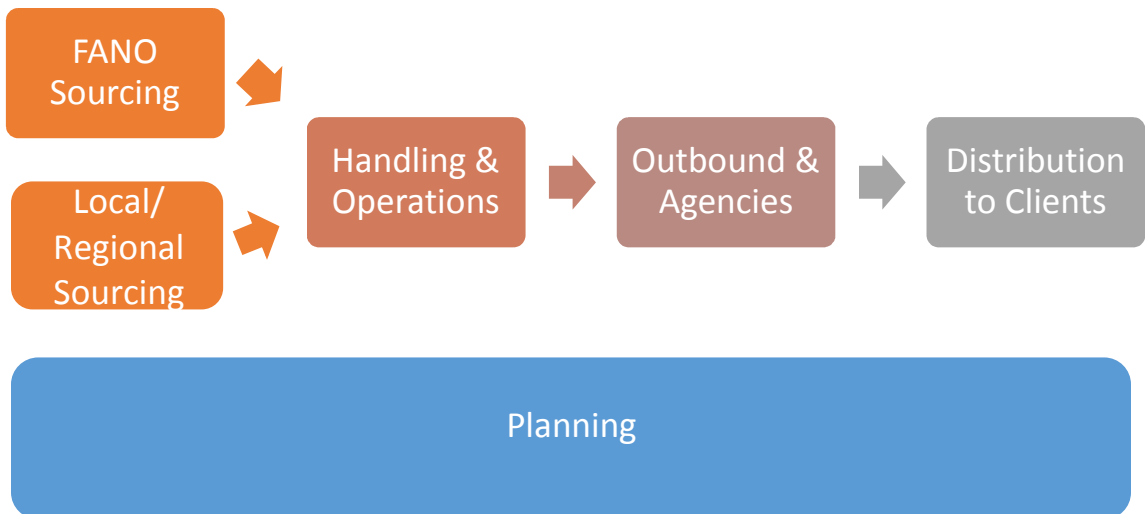 FANO
Sourcing
Local/
Regional
Sourcing
Handling &
Operations
Outbound &
Agencies
Distribution
to Clients
Planning